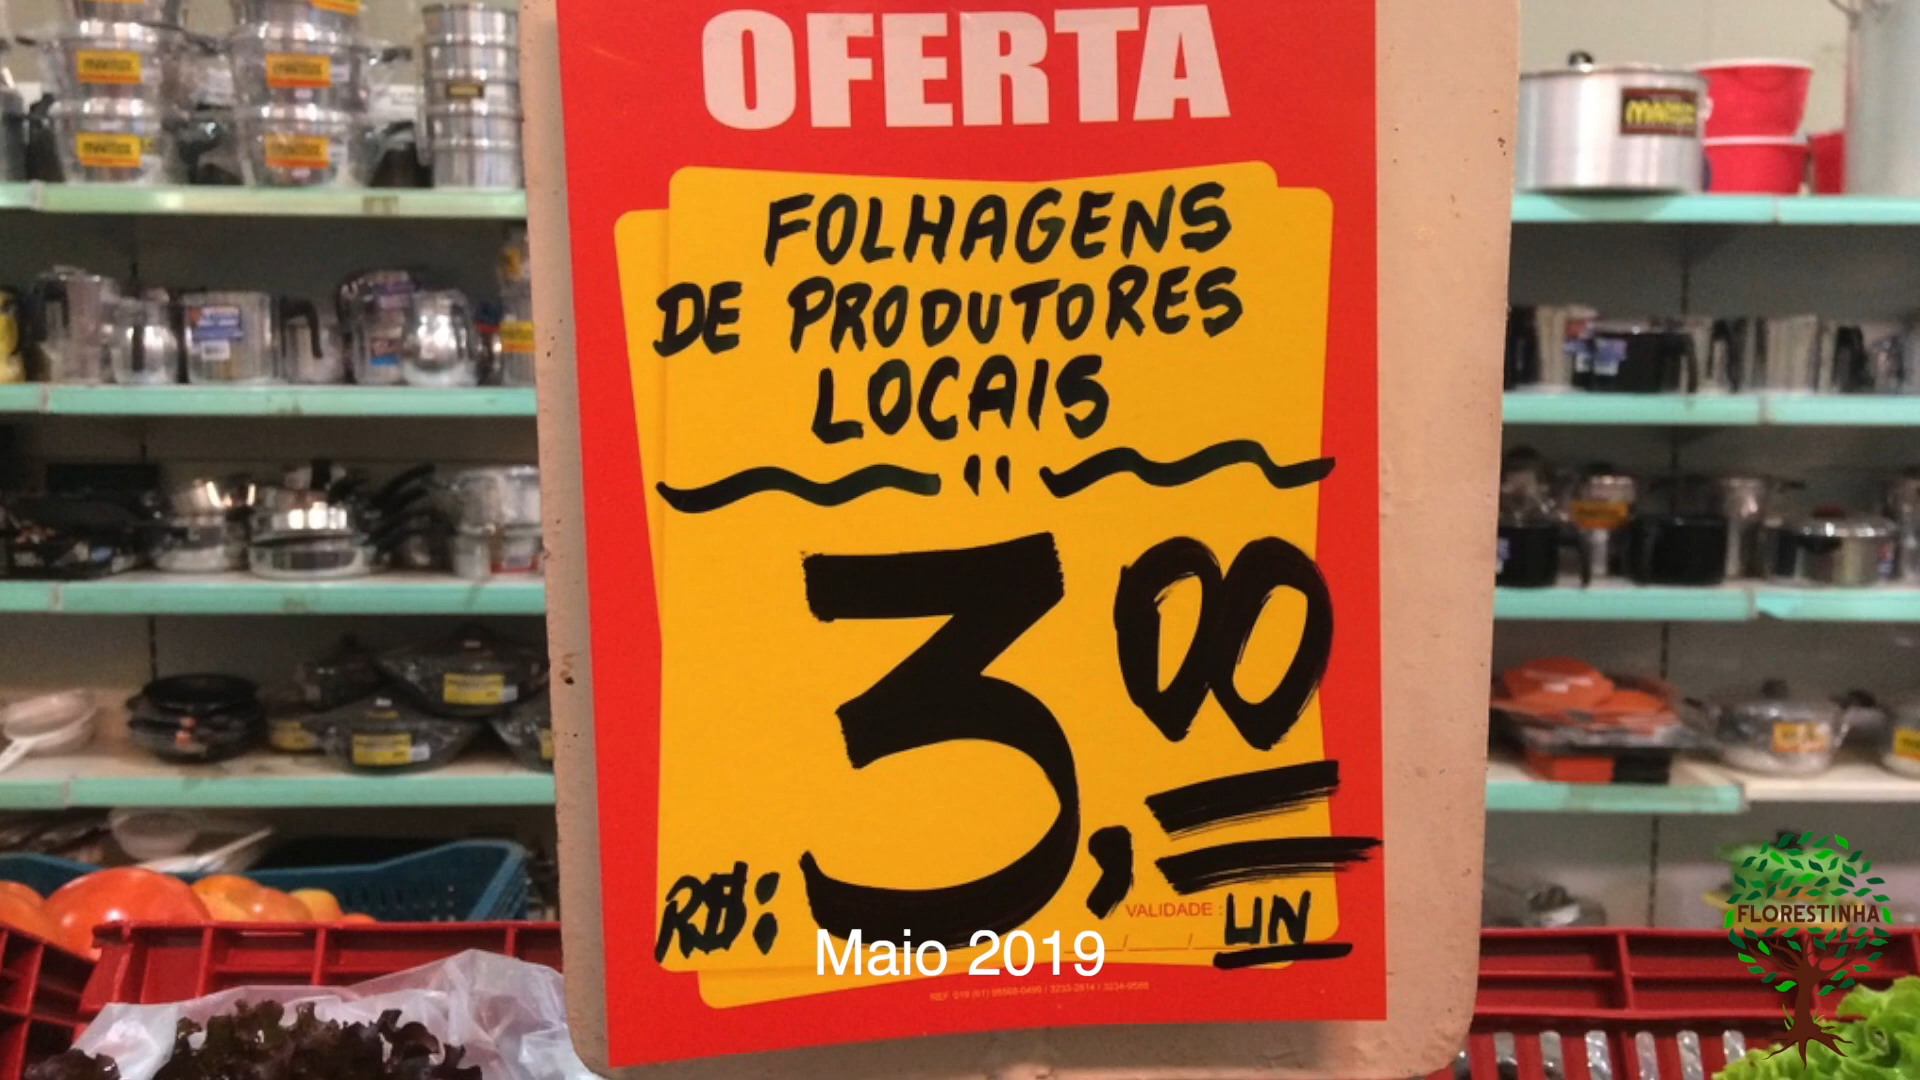 OFERTA
FOLHAGENS
DE PRODUTORES
LOCAIS
R$: 3,00
VALIDADE :
UN
Maio 2019
FLORESTINHA